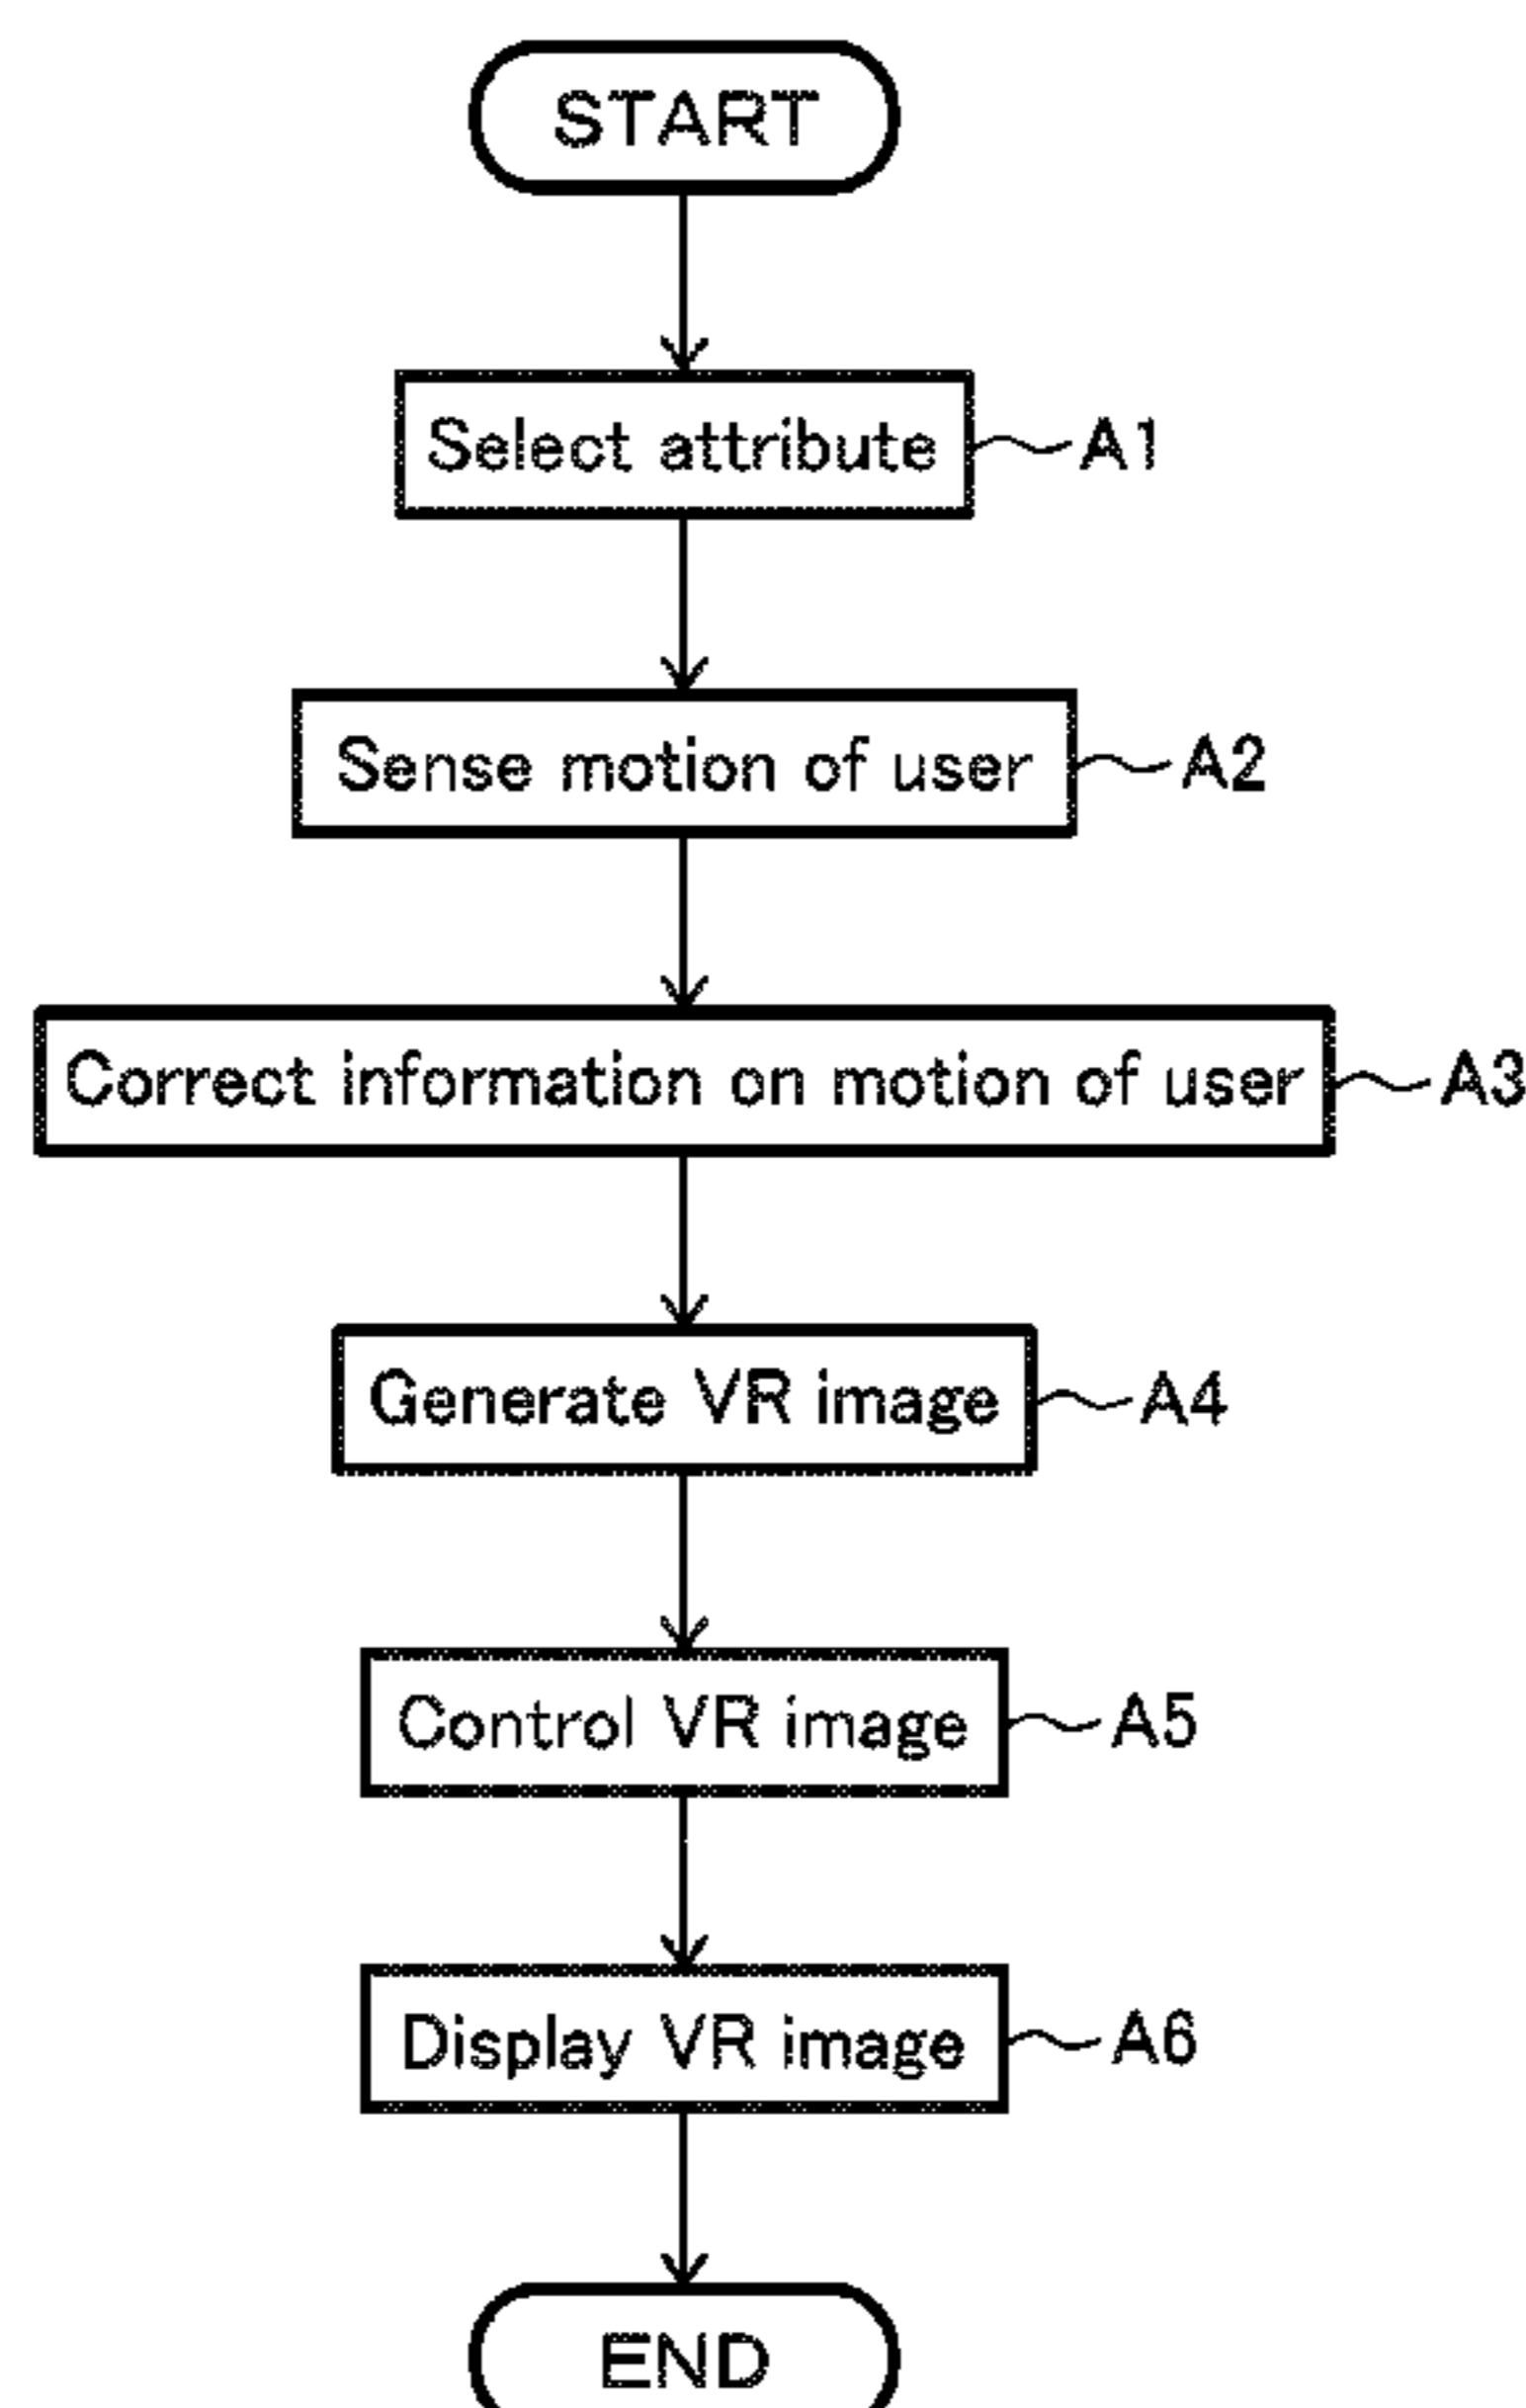 START
Select attribute A1
Sense motion of user A2
Correct information on motion of user A3
Generate VR image A4
Control VR image A5
Display VR image A6
END